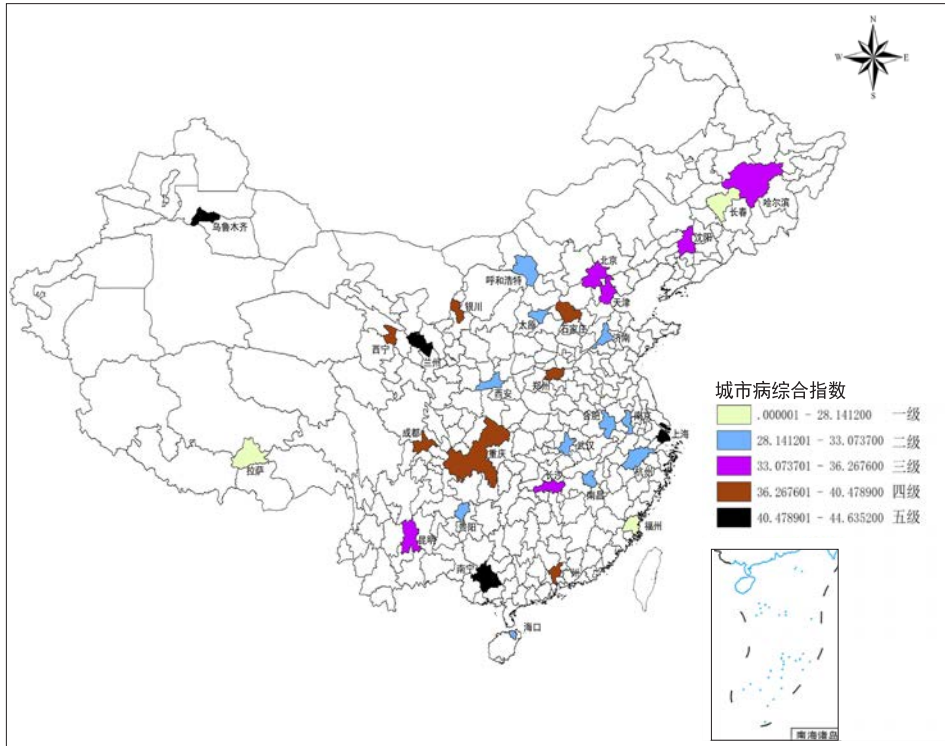 N
W
E
S
乌鲁木齐
哈尔滨
长春
沈阳
北京
呼和浩特
天津
银川
太原
石家庄
济南
西宁
兰州
郑州
西安
城市病综合指数
.000001 - 28.141200 一级
28.141201 - 33.073700 二级
33.073701 - 36.267600 三级
36.267601 - 40.478900 四级
40.478901 - 44.635200 五级
合肥
南京
上海
成都
重庆
武汉
杭州
拉萨
长沙
南昌
贵阳
福州
昆明
南宁
州
海口
南海诸岛